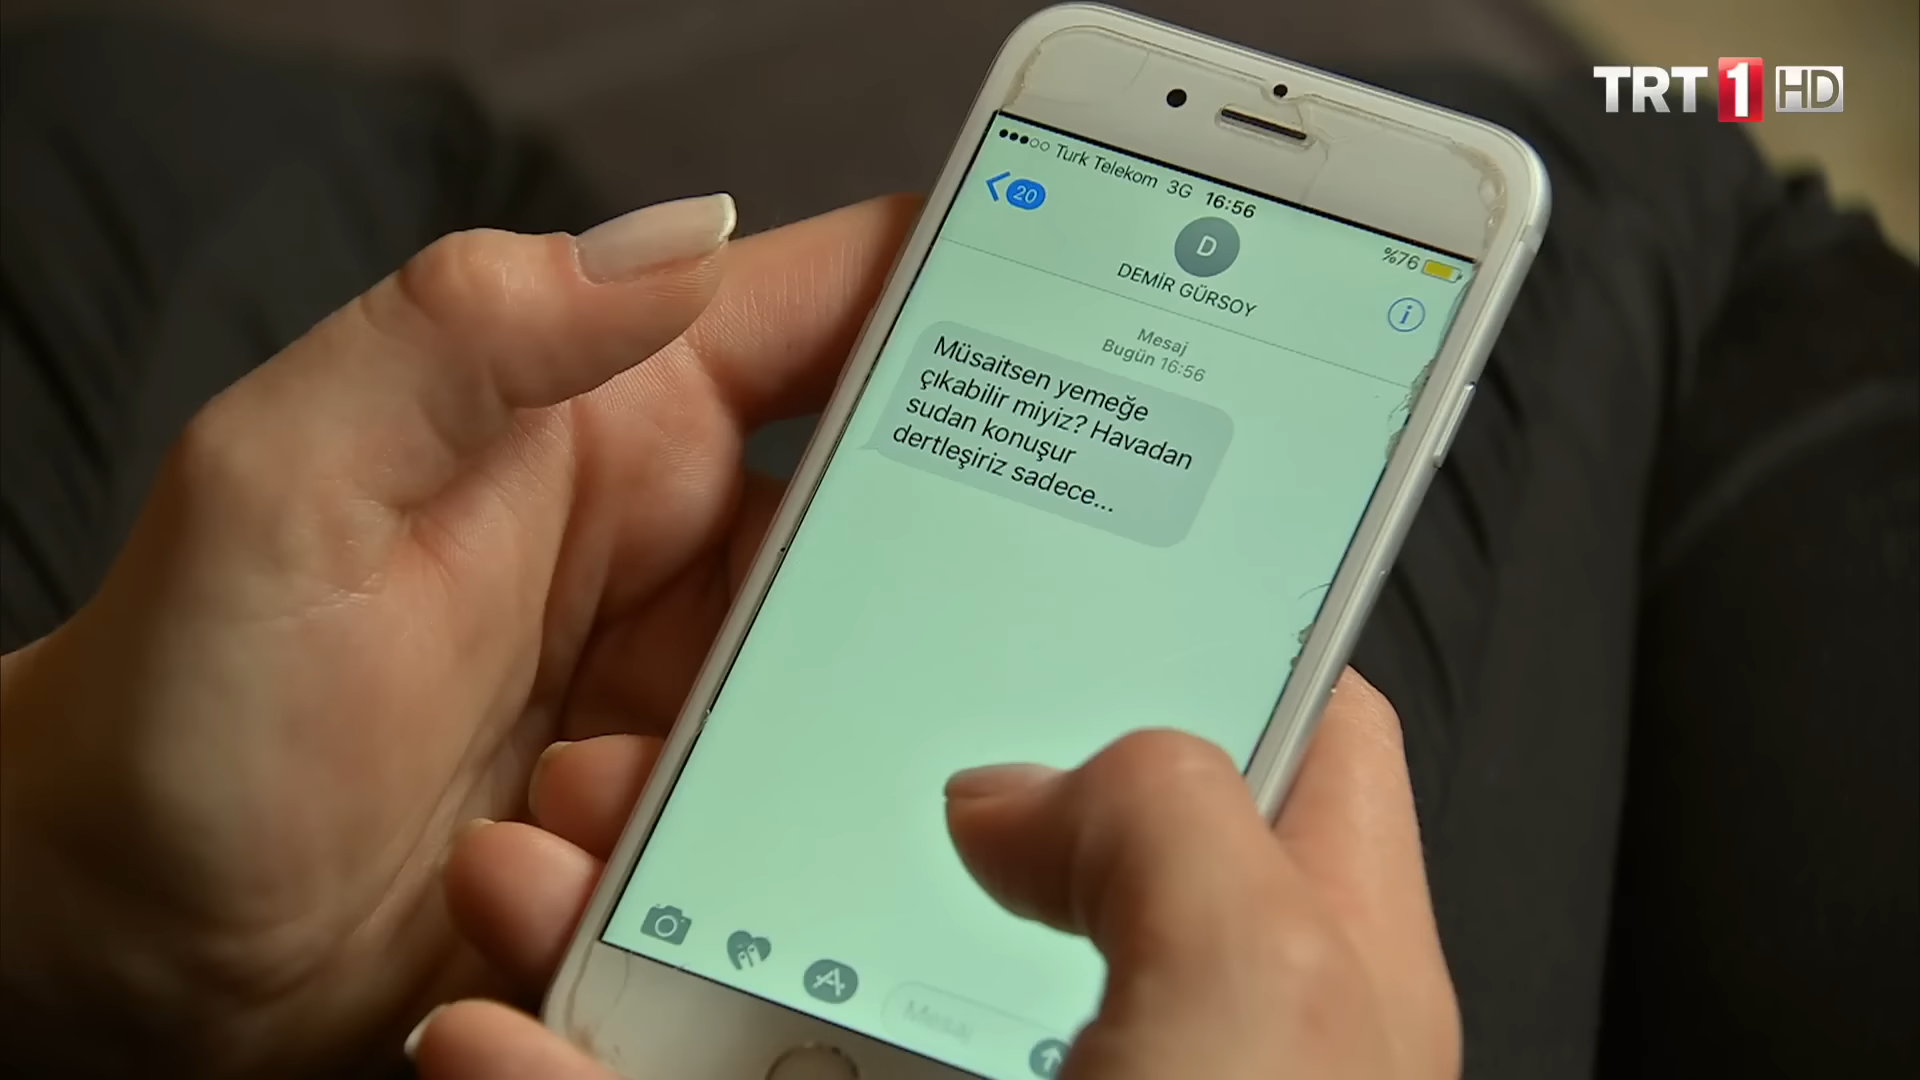 TRT 1 HD
Turk Telekom 3G 16:56
%76
20
D
DEMİR GÜRSOY
i
Mesaj
Bugün 16:56
Müsaitsen yemeğe
çıkabilir miyiz? Havadan
sudan konuşur
dertleşiriz sadece...
Mesaj